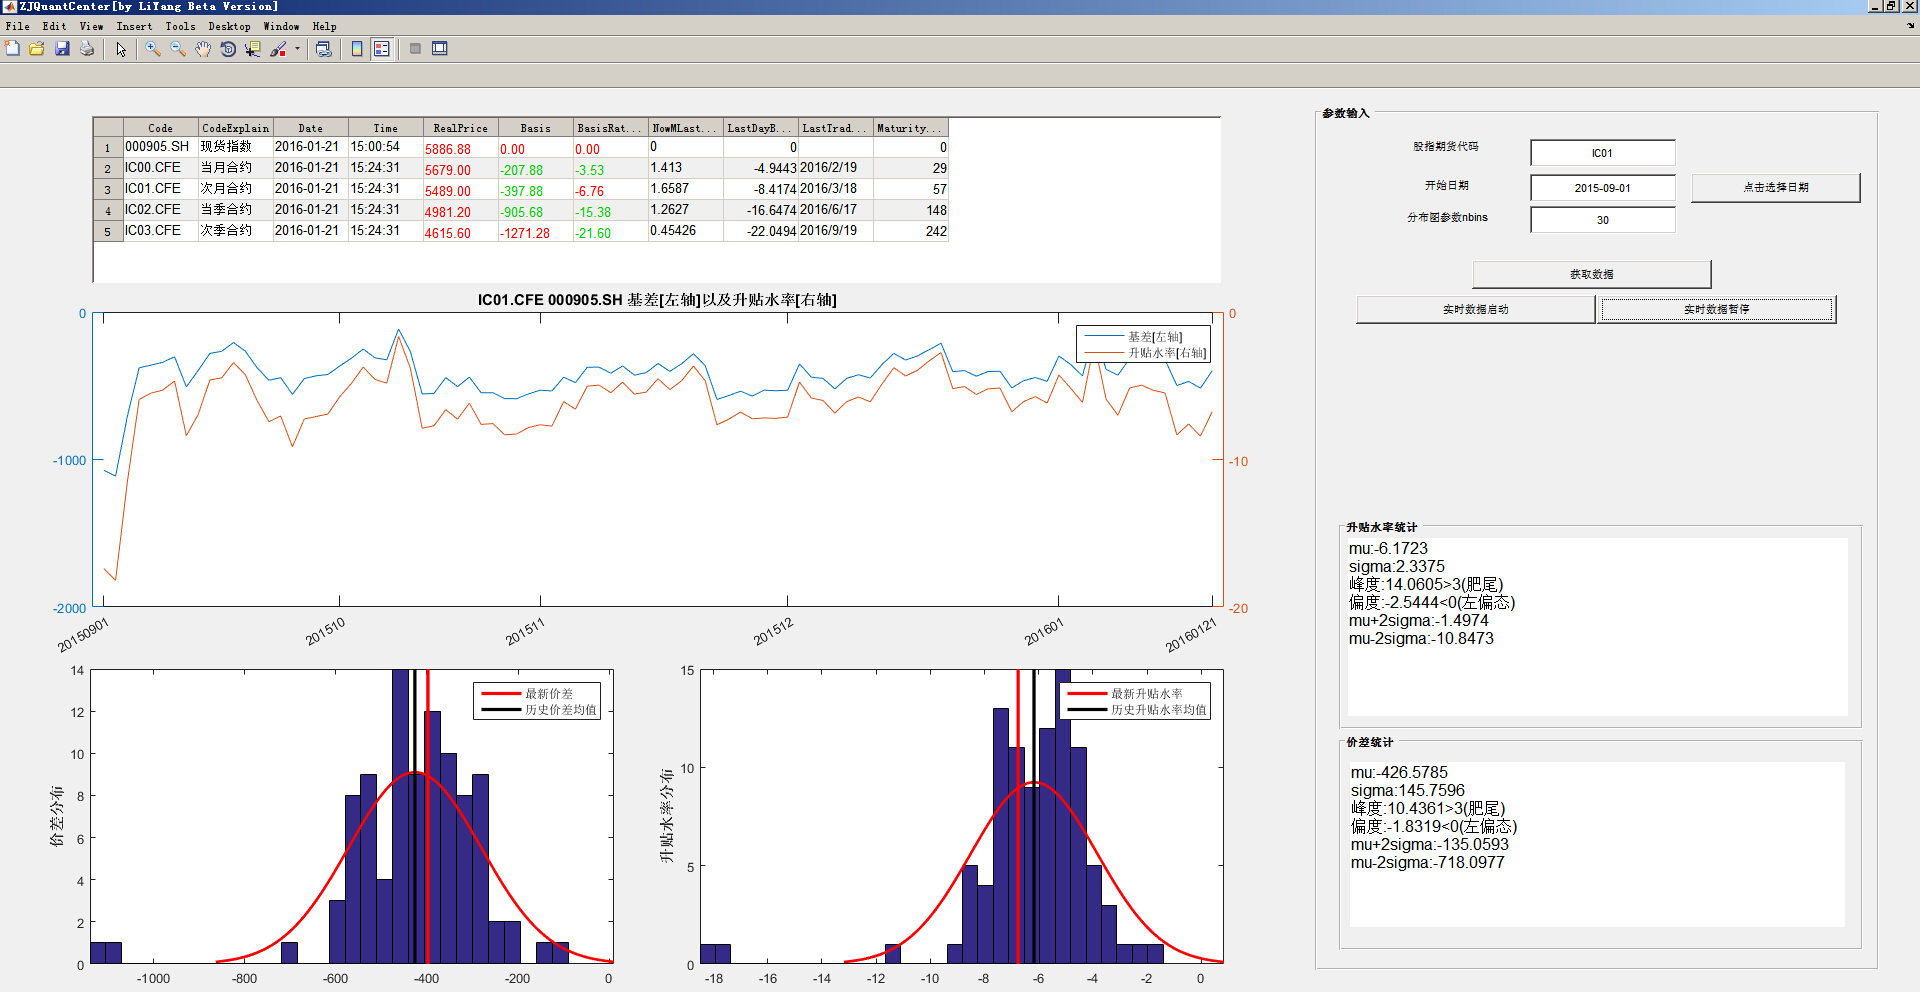 ZJQuantCenter[by LiYang Beta Version]
File Edit View Insert Tools Desktop Window Help
Code CodeExplain Date Time RealPrice Basis BasisRat... NowMLast... LastDayB... LastTrad... Maturity...
1 000905.SH 现货指数 2016-01-21 15:00:54 5886.88 0.00 0.00 0 0 0
2 IC00.CFE 当月合约 2016-01-21 15:24:31 5679.00 -207.88 -3.53 1.413 -4.9443 2016/2/19 29
3 IC01.CFE 次月合约 2016-01-21 15:24:31 5489.00 -397.88 -6.76 1.6587 -8.4174 2016/3/18 57
4 IC02.CFE 当季合约 2016-01-21 15:24:31 4981.20 -905.68 -15.38 1.2627 -16.6474 2016/6/17 148
5 IC03.CFE 次季合约 2016-01-21 15:24:31 4615.60 -1271.28 -21.60 0.45426 -22.0494 2016/9/19 242
IC01.CFE 000905.SH 基差[左轴]以及升贴水率[右轴]
0
-1000
-2000
0
-10
-20
基差[左轴]
升贴水率[右轴]
20150901 201510 201511 201512 201601 20160121
价差分布
14
12
10
8
6
4
2
0
最新价差
历史价差均值
-1000 -800 -600 -400 -200 0
升贴水率分布
15
10
5
0
最新升贴水率
历史升贴水率均值
-18 -16 -14 -12 -10 -8 -6 -4 -2 0
参数输入
股指期货代码 IC01
开始日期 2015-09-01 点击选择日期
分布图参数nbins 30
获取数据
实时数据启动 实时数据暂停
升贴水率统计
mu:-6.1723
sigma:2.3375
峰度:14.0605>3(肥尾)
偏度:-2.5444<0(左偏态)
mu+2sigma:-1.4974
mu-2sigma:-10.8473
价差统计
mu:-426.5785
sigma:145.7596
峰度:10.4361>3(肥尾)
偏度:-1.8319<0(左偏态)
mu+2sigma:-135.0593
mu-2sigma:-718.0977